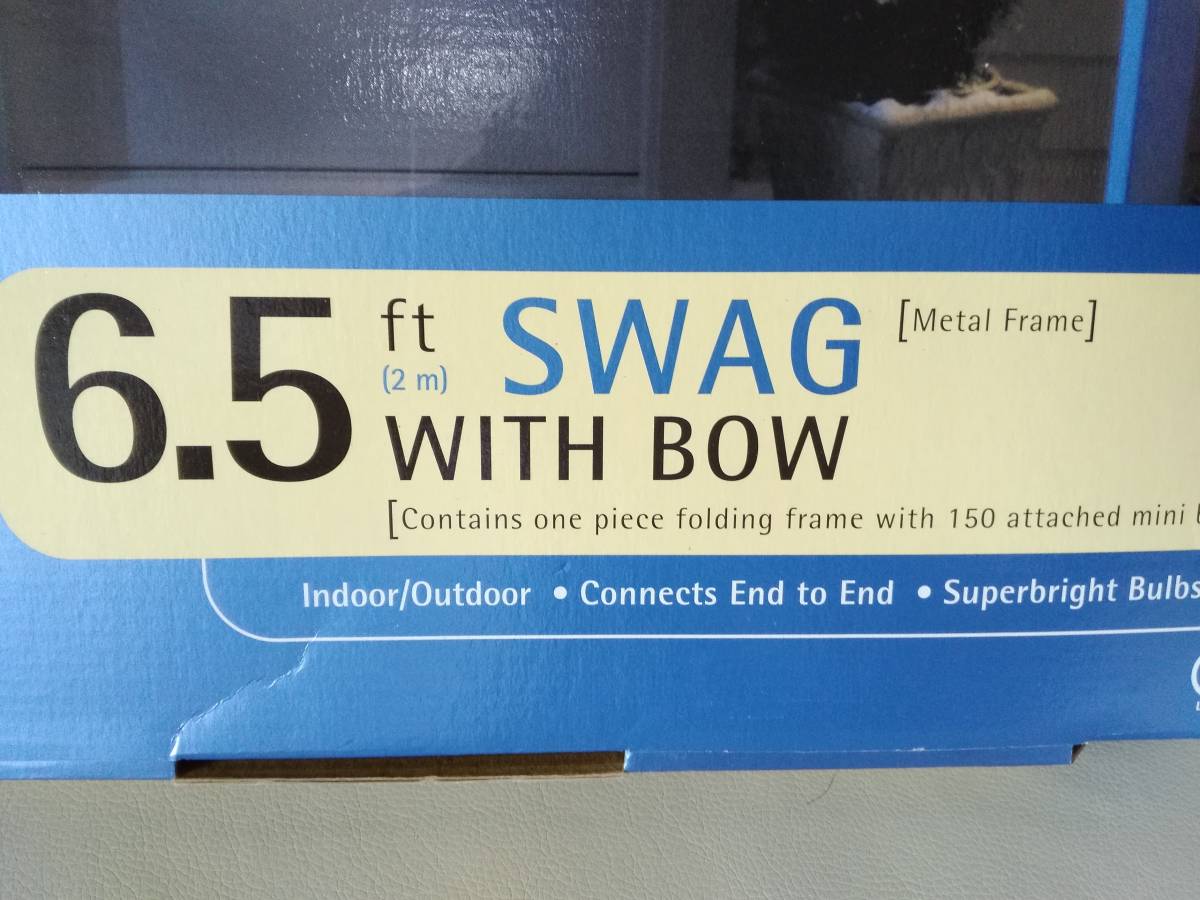 6.5 ft SWAG [Metal Frame]
(2 m)
WITH BOW
[Contains one piece folding frame with 150 attached mini
Indoor/Outdoor • Connects End to End • Superbright Bulbs